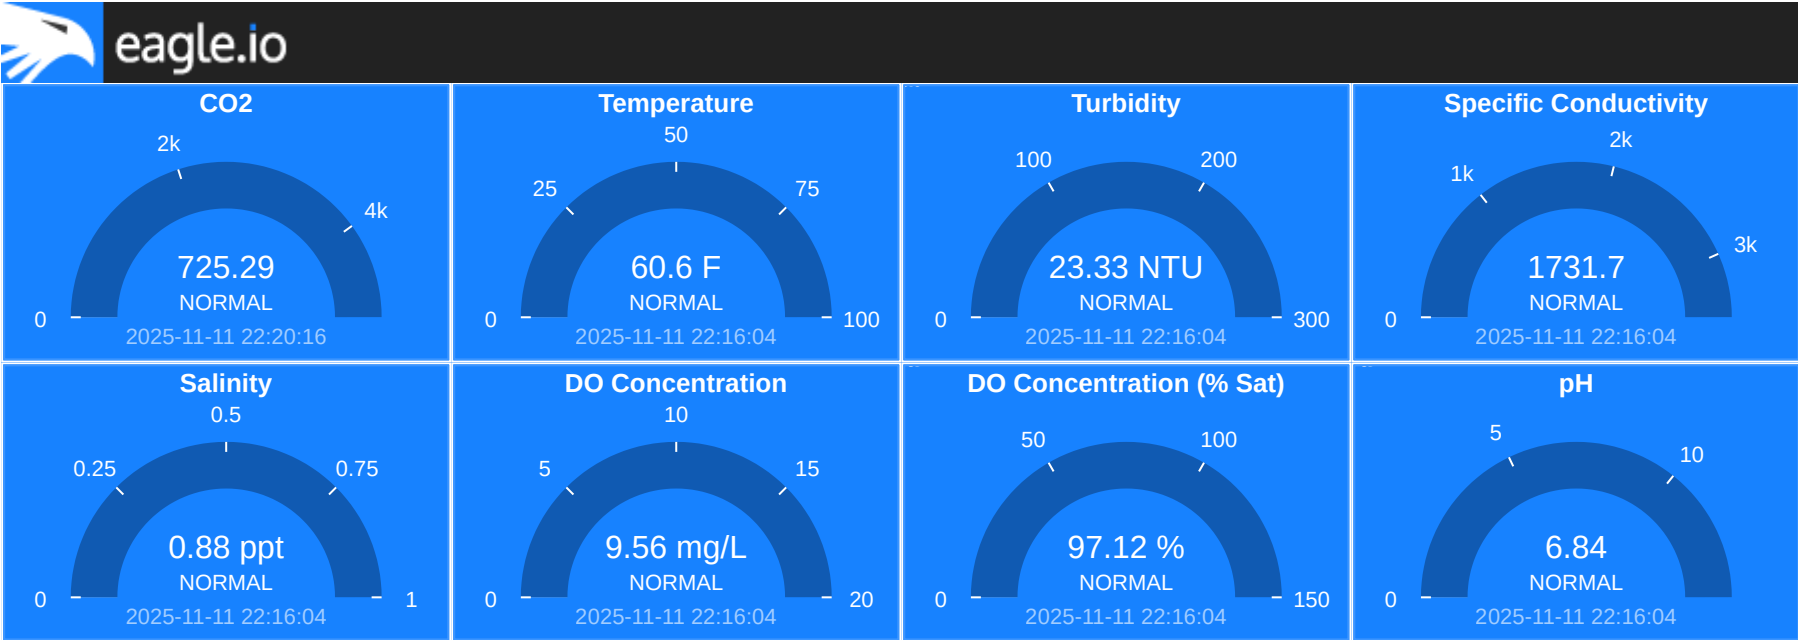 eagle.io
CO2
2k
4k
725.29
NORMAL
0
2025-11-11 22:20:16
Temperature
50
25
75
60.6 F
NORMAL
0
100
2025-11-11 22:16:04
Turbidity
100
200
23.33 NTU
NORMAL
0
300
2025-11-11 22:16:04
Specific Conductivity
2k
1k
3k
1731.7
NORMAL
0
2025-11-11 22:16:04
Salinity
0.5
0.25
0.75
0.88 ppt
NORMAL
0
1
2025-11-11 22:16:04
DO Concentration
10
5
15
9.56 mg/L
NORMAL
0
20
2025-11-11 22:16:04
DO Concentration (% Sat)
50
100
97.12 %
NORMAL
0
150
2025-11-11 22:16:04
pH
5
10
6.84
NORMAL
0
2025-11-11 22:16:04